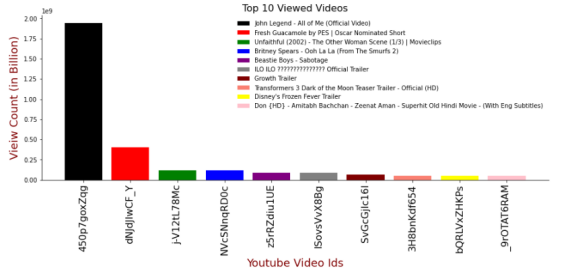 Top 10 Viewed Videos
1e9
2.00
1.75
1.50
1.25
1.00
0.75
0.50
0.25
0.00
Vieiw Count (in Billion)
John Legend - All of Me (Official Video)
Fresh Guacamole by PES | Oscar Nominated Short
Unfaithful (2002) - The Other Woman Scene (1/3) | Movieclips
Britney Spears - Ooh La La (From The Smurfs 2)
Beastie Boys - Sabotage
ILO ILO ??????????????? Official Trailer
Growth Trailer
Transformers 3 Dark of the Moon Teaser Trailer - Official (HD)
Disney's Frozen Fever Trailer
Don {HD} - Amitabh Bachchan - Zeenat Aman - Superhit Old Hindi Movie - (With Eng Subtitles)
450p7goxZqg
dNJdJIwCF_Y
j-V12tL78Mc
NVcSNnqRD0c
z5rRZdiu1UE
ISovsVvX8Bg
SvGcGjlc16I
3H8bnKdf654
bQRLVxZHKPs
_9rOTAT6RAM
Youtube Video Ids